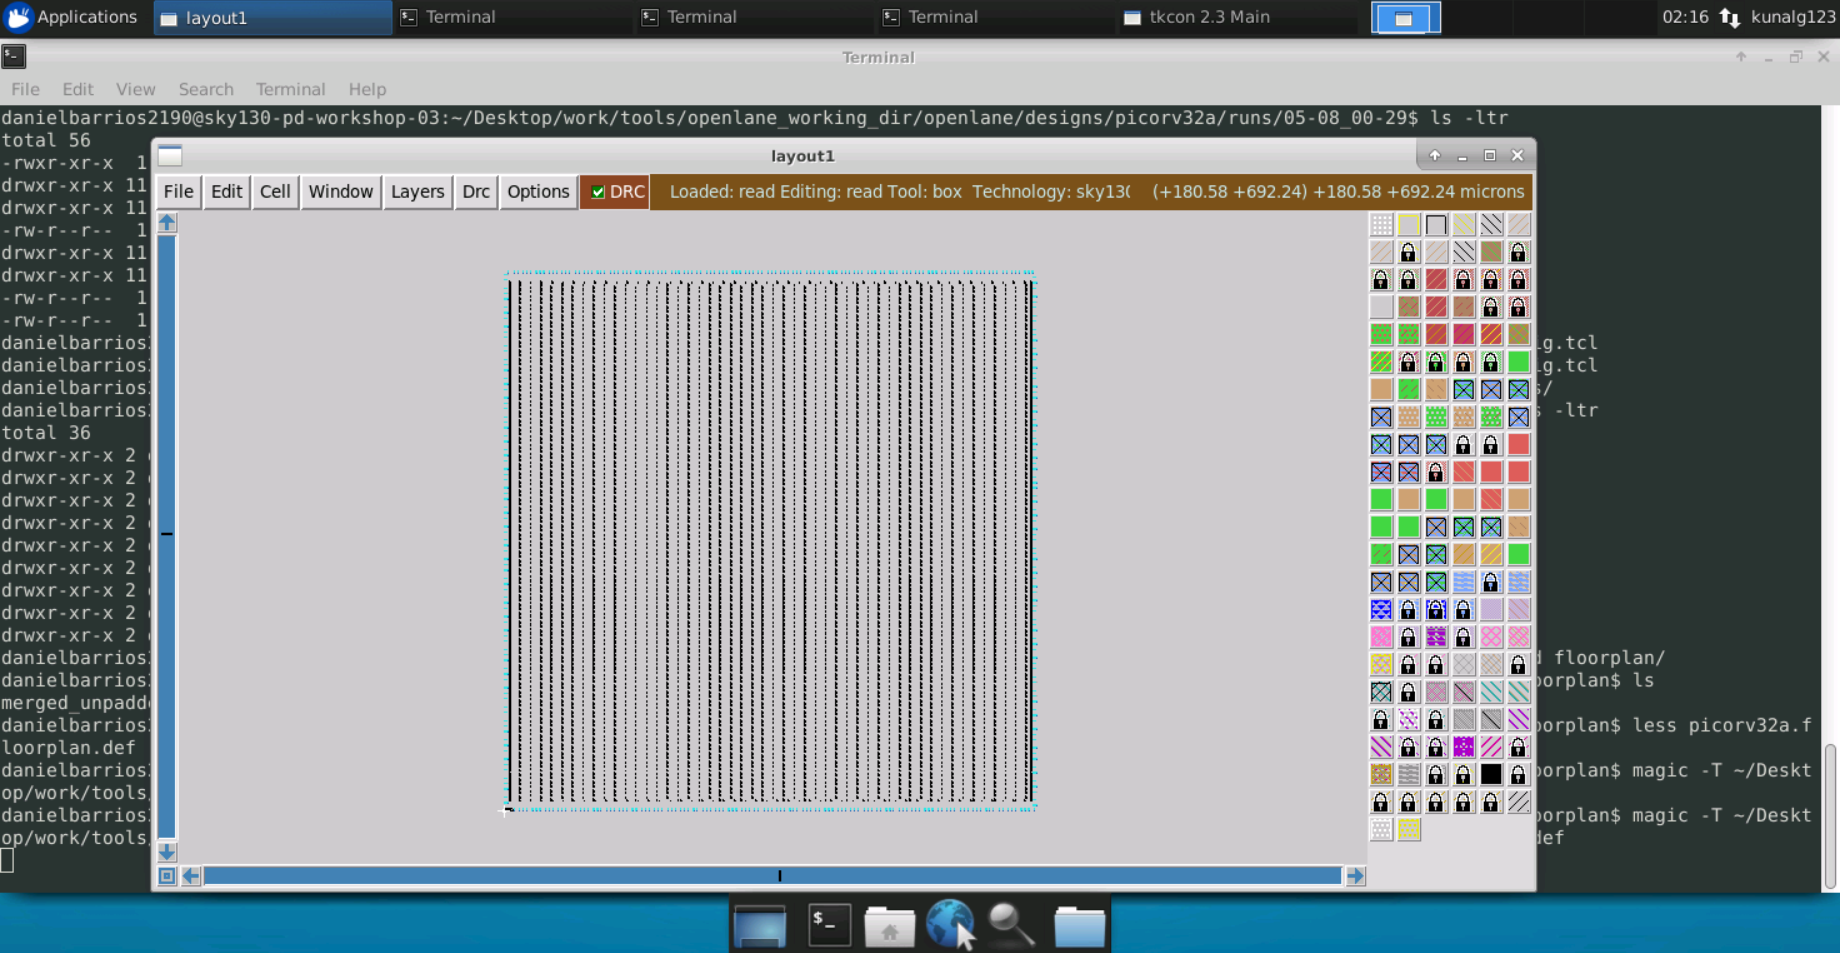 Applications layout1 Terminal Terminal Terminal tkcon 2.3 Main 02:16 kunalg123
Terminal
File Edit View Search Terminal Help
danielbarrios2190@sky130-pd-workshop-03:~/Desktop/work/tools/openlane_working_dir/openlane/designs/picorv32a/runs/05-08_00-29$ ls -ltr
total 56
layout1
-rwxr-xr-x 1
drwxr-xr-x 11
File Edit Cell Window Layers Drc Options DRC Loaded: read Editing: read Tool: box Technology: sky130 (+180.58 +692.24) +180.58 +692.24 microns
drwxr-xr-x 11
-rw-r--r-- 1
drwxr-xr-x 11
drwxr-xr-x 11
-rw-r--r-- 1
-rw-r--r-- 1
danielbarrios ig.tcl
danielbarrios ig.tcl
danielbarrios s/
danielbarrios s -ltr
total 36
drwxr-xr-x 2
drwxr-xr-x 2
drwxr-xr-x 2
drwxr-xr-x 2
drwxr-xr-x 2
drwxr-xr-x 2
drwxr-xr-x 2
drwxr-xr-x 2
drwxr-xr-x 2
danielbarrios d floorplan/
danielbarrios orplan$ ls
merged_unpadd
danielbarrios orplan$ less picorv32a.f
loorplan.def
danielbarrios orplan$ magic -T ~/Deskt
op/work/tools/
danielbarrios orplan$ magic -T ~/Deskt
op/work/tools/ def